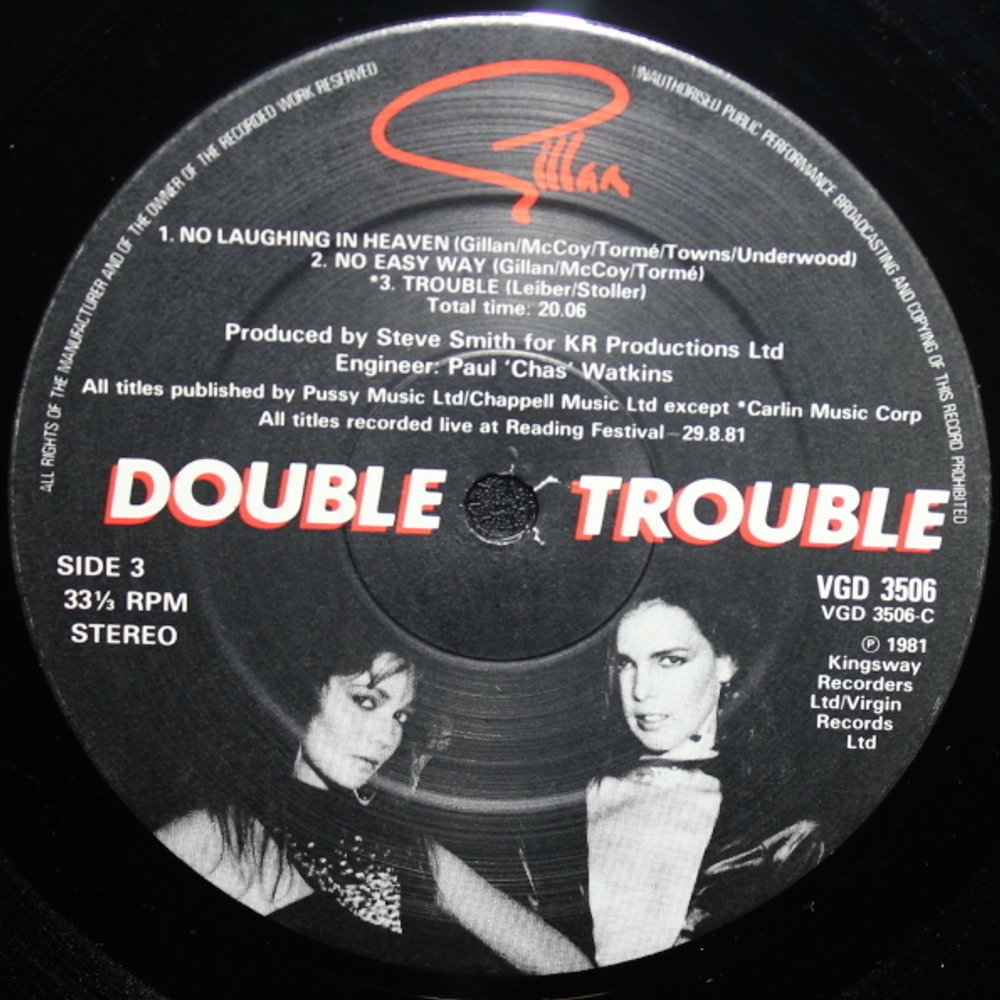 ALL RIGHTS OF THE MANUFACTURER AND OF THE OWNER OF THE RECORDED WORK RESERVED
UNAUTHORISED PUBLIC PERFORMANCE BROADCASTING AND COPYING OF THIS RECORD PROHIBITED
Gillan
1. NO LAUGHING IN HEAVEN (Gillan/McCoy/Tormé/Towns/Underwood)
2. NO EASY WAY (Gillan/McCoy/Tormé)
*3. TROUBLE (Leiber/Stoller)
Total time: 20.06
Produced by Steve Smith for KR Productions Ltd
Engineer: Paul 'Chas' Watkins
All titles published by Pussy Music Ltd/Chappell Music Ltd except *Carlin Music Corp
All titles recorded live at Reading Festival – 29.8.81
DOUBLE TROUBLE
SIDE 3
33⅓ RPM
STEREO
VGD 3506
VGD 3506-C
℗ 1981
Kingsway
Recorders
Ltd/Virgin
Records
Ltd